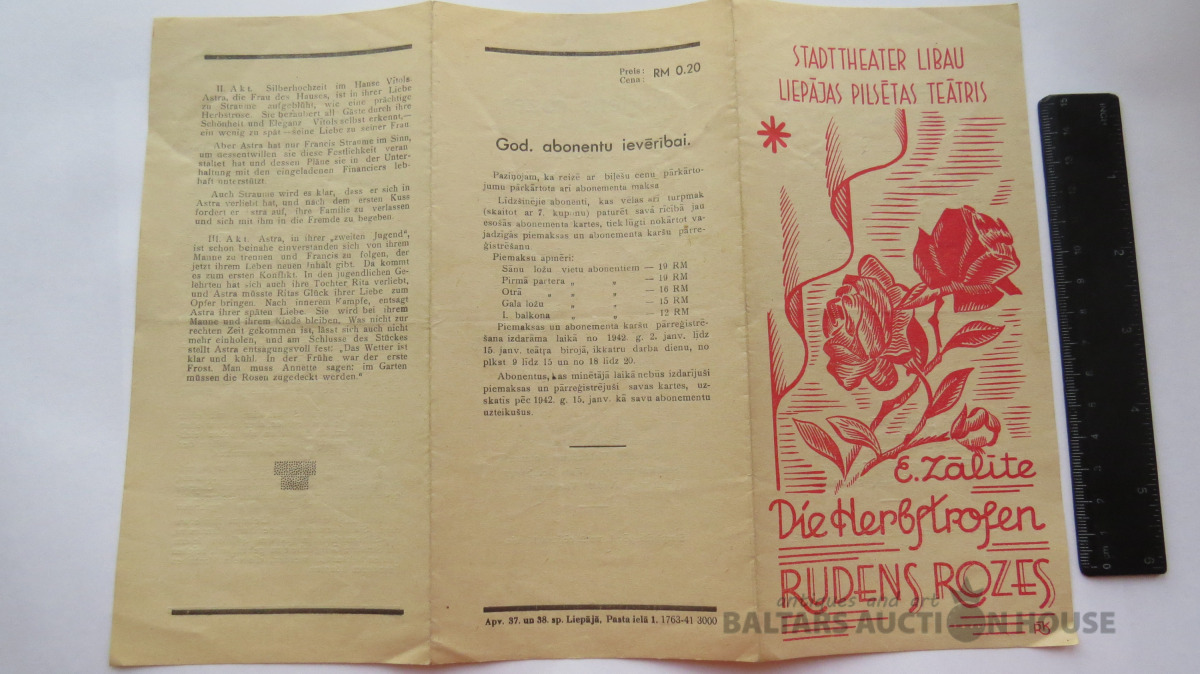 II. Akt. Silberhochzeit im Hause Vitols
Astra, die Frau des Hauses, ist in ihrer Liebe
zu Straume aufgeblüht, wie eine prächtige
Herbstrose. Sie bezaubert all Gäste durch ihre
Schönheit und Eleganz Vitols selbst erkenut,—
ein wenig zu spät — seine Liebe zu seiner Frau.
Aber Astra hat nur Francis Straume im Sinn,
um dessentwillen sie diese Festlichkeit veran
staltet hat und dessen Pläne sie in der Unter-
haltung mit den eingeladenen Financiers leb-
haft unterstützt
Auch Straume wird es klar, dass er sich in
Astra verliebt hat, und nach dem ersten Kuss
fordert er stra auf, ihre Familie zu verlassen
und sich mit ihm in die Fremde zu begeben.
III. Akt. Astra, in ihrer „zweiten Jugend",
ist schon beinahe einverstanden sich von ihrem
Manne zu trennen und Francis zu folgen, der
jetzt ihrem Leben neuen Inhalt gibt. Da kommt
es zum ersten Konflikt. In den jugendlichen Ge-
lehrten hat sich auch ihre Tochter Rita verliebt,
und Astra müsste Ritas Glück ihrer Liebe zum
Opfer bringen. Nach innerem Kampfe, entsagt
Astra ihrer späten Liebe. Sie wird bei ihrem
Manne und ihrem Kinde bleiben. Was nicht zur
rechten Zeit gekommen ist, lässt sich auch nicht
mehr einholen, und am Schlusse des Stückes
stellt Astra entsagungsvoll fest: „Das Wetter ist
klar und kühl. In der Frühe war der erste
Frost. Man muss Annette sagen: im Garten
müssen die Rosen zugedeckt werden."
Preis:
Cena: RM 0.20
God. abonentu ievērībai.
Paziņojam, ka reizē ar biļešu cenu pārkārto-
jumu pārkārtote arī abonementa maksa
Līdzšinējie abonenti, kas vēlas arī turpmāk
(skaitot ar 7. kuponu) paturēt savā rīcībā jau
esošās abonementa kartes, tiek lūgti nokārtot va-
jadzīgās piemaksas un abonementa karšu pārre-
ģistrēšanu
Piemaksu apmēri:
Sānu ložu vietu abonentiem — 19 RM
Pirmā partera „ „ — 19 RM
Otrā „ „ „ — 16 RM
Gala ložu „ „ — 15 RM
I. balkona „ „ — 12 RM
Piemaksas un abonementa karšu pārreģistrē-
šana izdarāma laikā no 1942. g. 2. janv. līdz
15. janv. teātŗa birojā, ikkatru darba dienu, no
plkst 9 līdz 15 un no 18 līdz 20.
Abonentus, kas minētājā laikā nebūs izdarījuši
piemaksas un pārreģistrējuši savas kartes, uz-
skatīs pēc 1942. g. 15. janv. kā savu abonementu
uzteikušus.
Apv. 37. un 38. sp. Liepājā, Pasta ielā 1. 1763-41 3000
STADTTHEATER LIBAU
LIEPĀJAS PILSĒTAS TEĀTRIS
E. Zālīte
Die Herbstrosen
RUDENS ROZES
PK
antiques and art
BALTARS AUCTION HOUSE